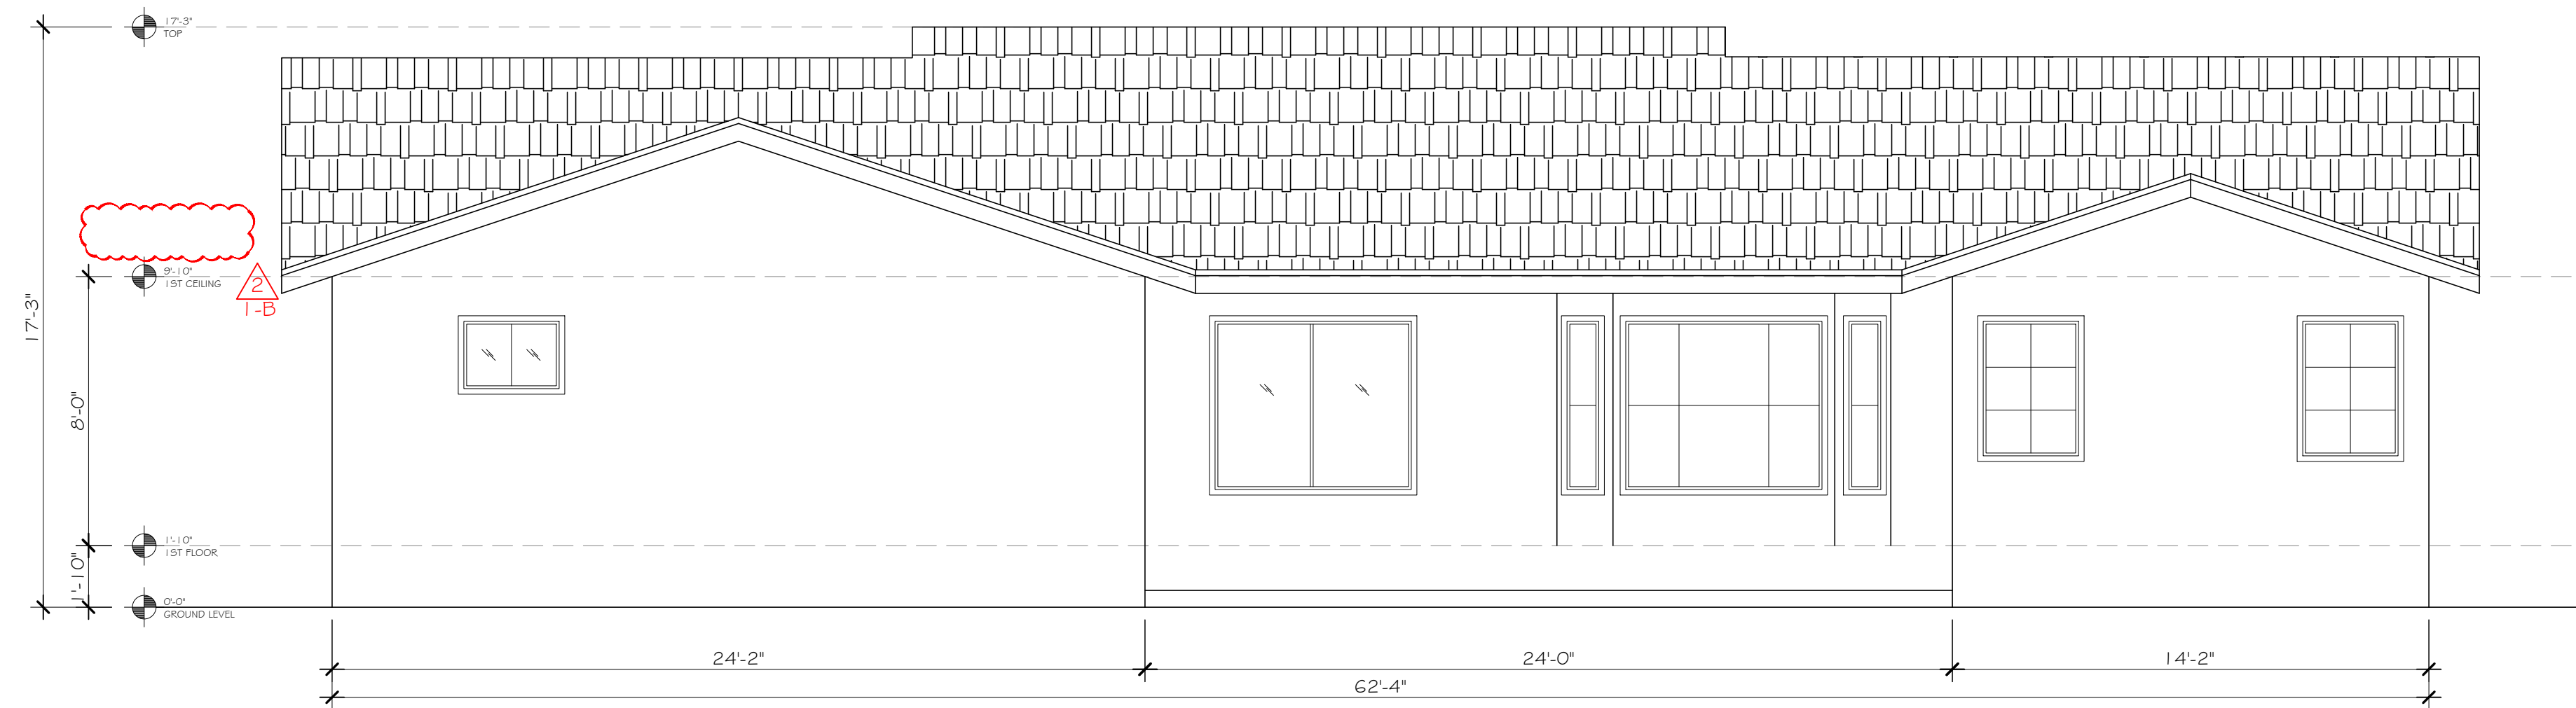 17'-3"
TOP
17'-3"
9'-10"
1ST CEILING
2
1-B
8'-0"
1'-10"
1ST FLOOR
1'-10"
0'-0"
GROUND LEVEL
24'-2"
24'-0"
14'-2"
62'-4"